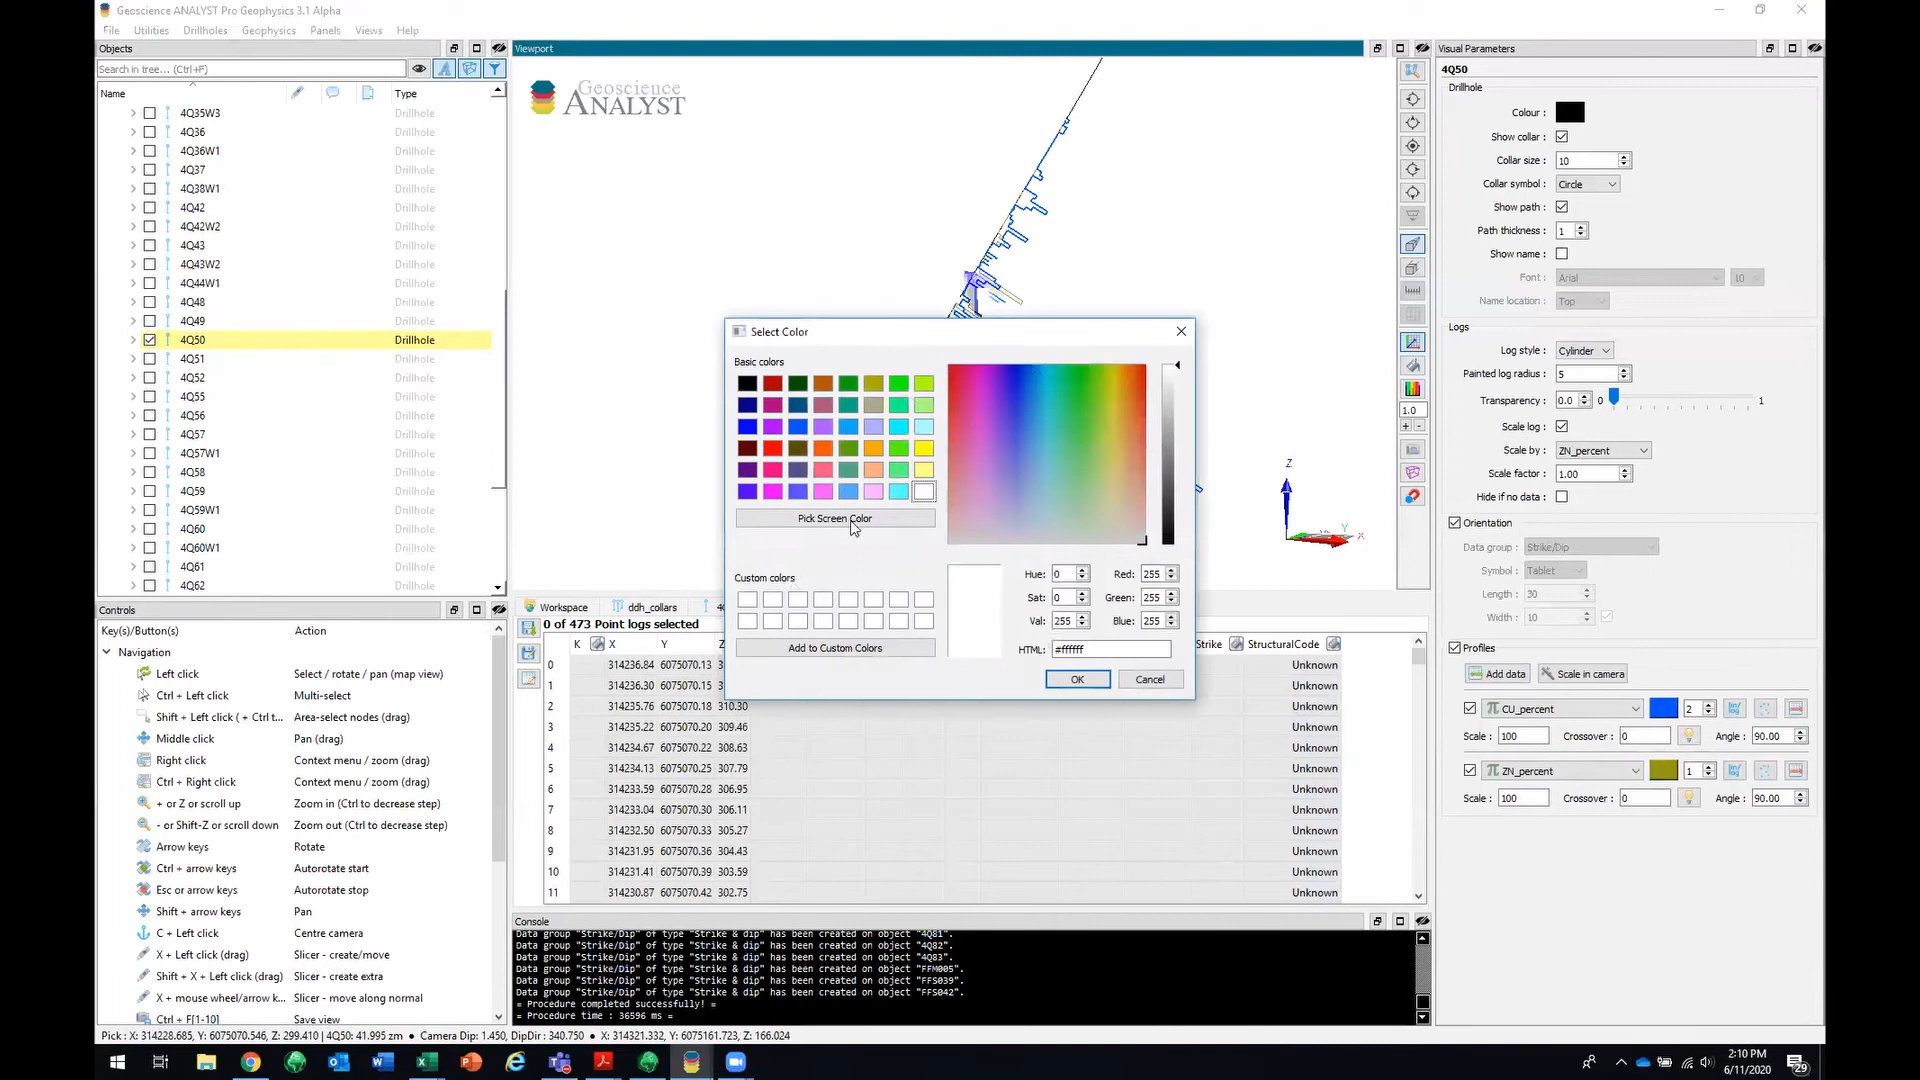 Geoscience ANALYST Pro Geophysics 3.1 Alpha
File Utilities Drillholes Geophysics Panels Views Help
Objects
Search in tree... (Ctrl+F)
Name Type
4Q35W3 Drillhole
4Q36 Drillhole
4Q36W1 Drillhole
4Q37 Drillhole
4Q38W1 Drillhole
4Q42 Drillhole
4Q42W2 Drillhole
4Q43 Drillhole
4Q43W2 Drillhole
4Q44W1 Drillhole
4Q48 Drillhole
4Q49 Drillhole
4Q50 Drillhole
4Q51 Drillhole
4Q52 Drillhole
4Q55 Drillhole
4Q56 Drillhole
4Q57 Drillhole
4Q57W1 Drillhole
4Q58 Drillhole
4Q59 Drillhole
4Q59W1 Drillhole
4Q60 Drillhole
4Q60W1 Drillhole
4Q61 Drillhole
4Q62 Drillhole
Controls
Key(s)/Button(s) Action
Navigation
Left click Select / rotate / pan (map view)
Ctrl + Left click Multi-select
Shift + Left click ( + Ctrl t... Area-select nodes (drag)
Middle click Pan (drag)
Right click Context menu / zoom (drag)
Ctrl + Right click Context menu / zoom (drag)
+ or Z or scroll up Zoom in (Ctrl to decrease step)
- or Shift-Z or scroll down Zoom out (Ctrl to decrease step)
Arrow keys Rotate
Ctrl + arrow keys Autorotate start
Esc or arrow keys Autorotate stop
Shift + arrow keys Pan
C + Left click Centre camera
X + Left click (drag) Slicer - create/move
Shift + X + Left click (drag) Slicer - create extra
X + mouse wheel/arrow k... Slicer - move along normal
Ctrl + F[1-10] Save view
Viewport
Geoscience
ANALYST
Z
Y
X
1.0
+ -
Select Color
Basic colors
Pick Screen Color
Custom colors
Add to Custom Colors
Hue: 0 Red: 255
Sat: 0 Green: 255
Val: 255 Blue: 255
HTML: #ffffff
OK Cancel
Workspace ddh_collars
0 of 473 Point logs selected
K X Y Strike StructuralCode
0 314236.84 6075070.13 Unknown
1 314236.30 6075070.15 Unknown
2 314235.76 6075070.18 310.30 Unknown
3 314235.22 6075070.20 309.46 Unknown
4 314234.67 6075070.22 308.63 Unknown
5 314234.13 6075070.25 307.79 Unknown
6 314233.59 6075070.28 306.95 Unknown
7 314233.04 6075070.30 306.11 Unknown
8 314232.50 6075070.33 305.27 Unknown
9 314231.95 6075070.36 304.43 Unknown
10 314231.41 6075070.39 303.59 Unknown
11 314230.87 6075070.42 302.75 Unknown
Console
Data group "Strike/Dip" of type "Strike & dip" has been created on object "4Q81".
Data group "Strike/Dip" of type "Strike & dip" has been created on object "4Q82".
Data group "Strike/Dip" of type "Strike & dip" has been created on object "4Q83".
Data group "Strike/Dip" of type "Strike & dip" has been created on object "FFM005".
Data group "Strike/Dip" of type "Strike & dip" has been created on object "FFS039".
Data group "Strike/Dip" of type "Strike & dip" has been created on object "FFS042".
= Procedure completed successfully! =
= Procedure time : 36596 ms =
Visual Parameters
4Q50
Drillhole
Colour :
Show collar :
Collar size : 10
Collar symbol : Circle
Show path :
Path thickness : 1
Show name :
Font : Arial 10
Name location : Top
Logs
Log style : Cylinder
Painted log radius : 5
Transparency : 0.0 0 1
Scale log :
Scale by : ZN_percent
Scale factor : 1.00
Hide if no data :
Orientation
Data group : Strike/Dip
Symbol : Tablet
Length : 30
Width : 10
Profiles
Add data Scale in camera
CU_percent 2 lin/log
Scale : 100 Crossover : 0 Angle : 90.00
ZN_percent 1 lin/log
Scale : 100 Crossover : 0 Angle : 90.00
Pick : X: 314228.685, Y: 6075070.546, Z: 299.410 | 4Q50: 41.995 zm ● Camera Dip: 1.450, DipDir : 340.750 ● X: 314321.332, Y: 6075161.723, Z: 166.024
2:10 PM
6/11/2020
29